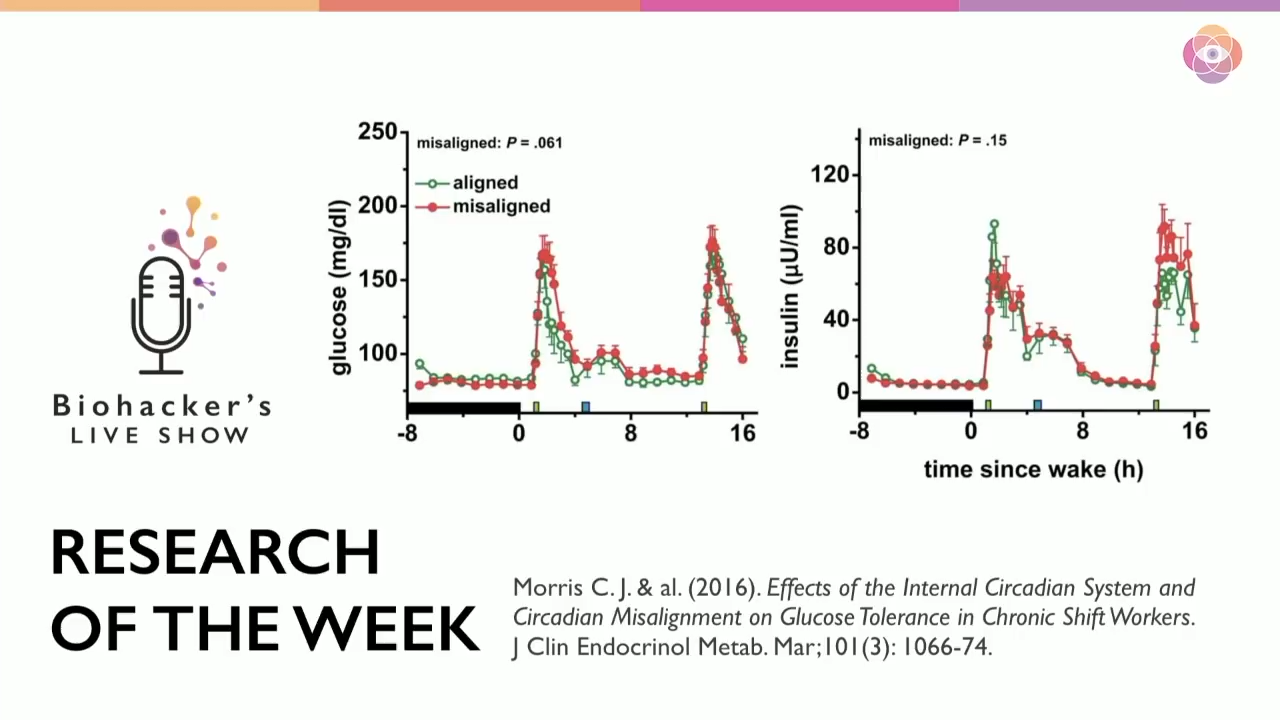 250
misaligned: P = .061
aligned
200
misaligned
150
100
glucose (mg/dl)
-8
0
8
16
misaligned: P = .15
120
80
40
0
insulin (μU/ml)
-8
0
8
16
time since wake (h)
Biohacker's
LIVE SHOW
RESEARCH
OF THE WEEK
Morris C. J. & al. (2016). Effects of the Internal Circadian System and
Circadian Misalignment on Glucose Tolerance in Chronic Shift Workers.
J Clin Endocrinol Metab. Mar;101(3): 1066-74.